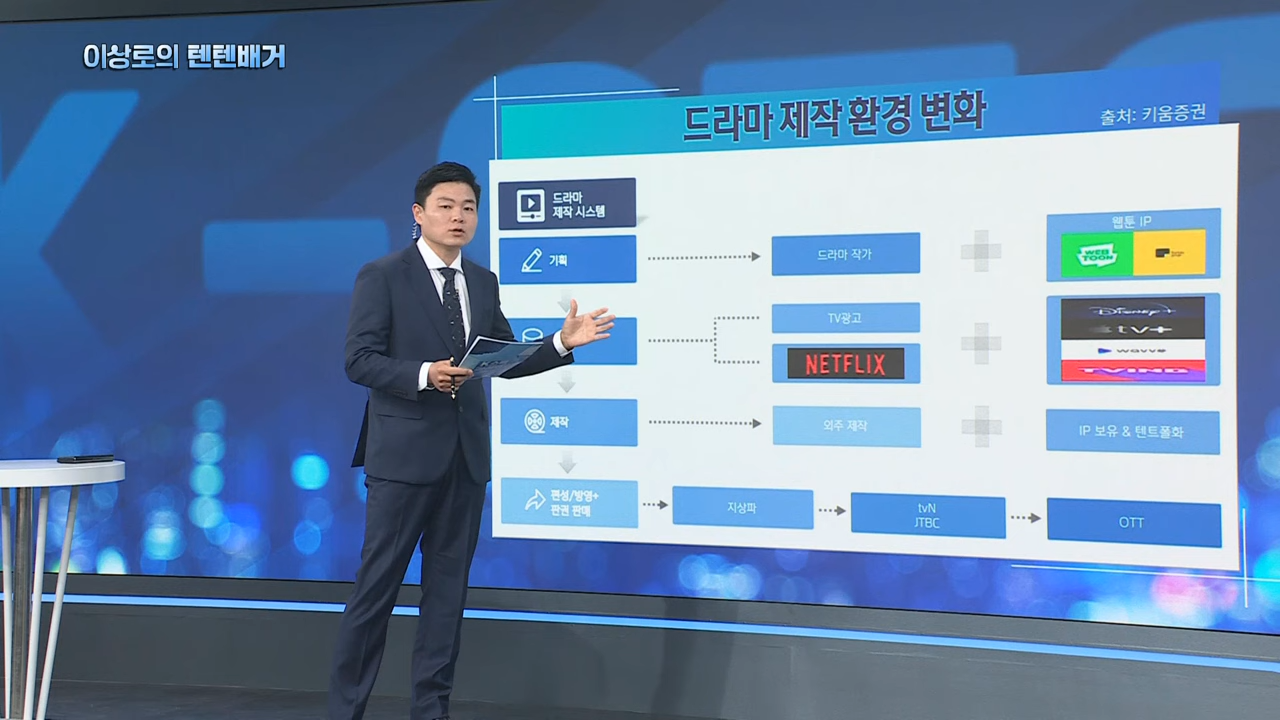 이상로의 텐텐배거
드라마 제작 환경 변화
출처: 키움증권
드라마
제작 시스템
기획
드라마 작가
웹툰 IP
WEB
TOON
TV광고
NETFLIX
Disney+
tv+
wavve
TVING
제작
외주 제작
IP 보유 & 텐트폴화
편성/방영+
판권 판매
지상파
tvN
JTBC
OTT